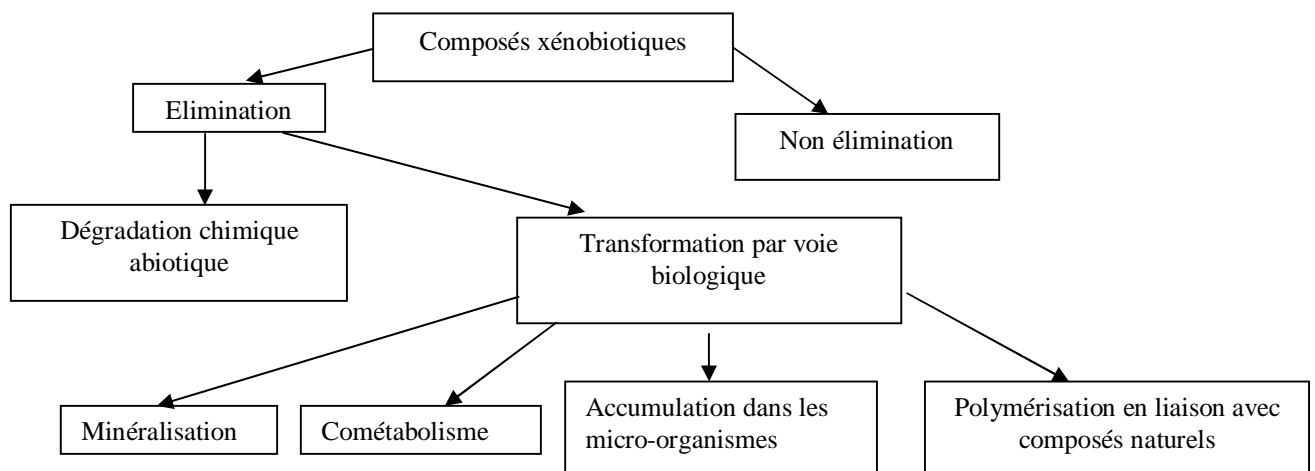 Composés xénobiotiques
Elimination
Non élimination
Dégradation chimique
abiotique
Transformation par voie
biologique
Minéralisation
Cométabolisme
Accumulation dans les
micro-organismes
Polymérisation en liaison avec
composés naturels